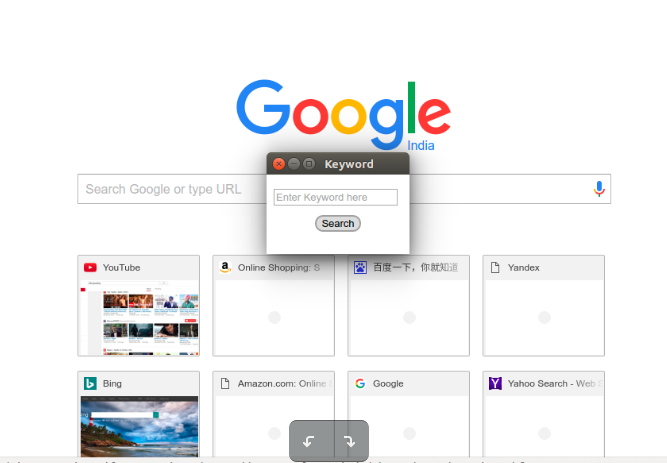 Google
India
Keyword
Search Google or type URL
Enter Keyword here
Search
YouTube
Online Shopping: S
百度一下，你就知道
Yandex
Bing
Amazon.com: Online
Google
Yahoo Search - Web